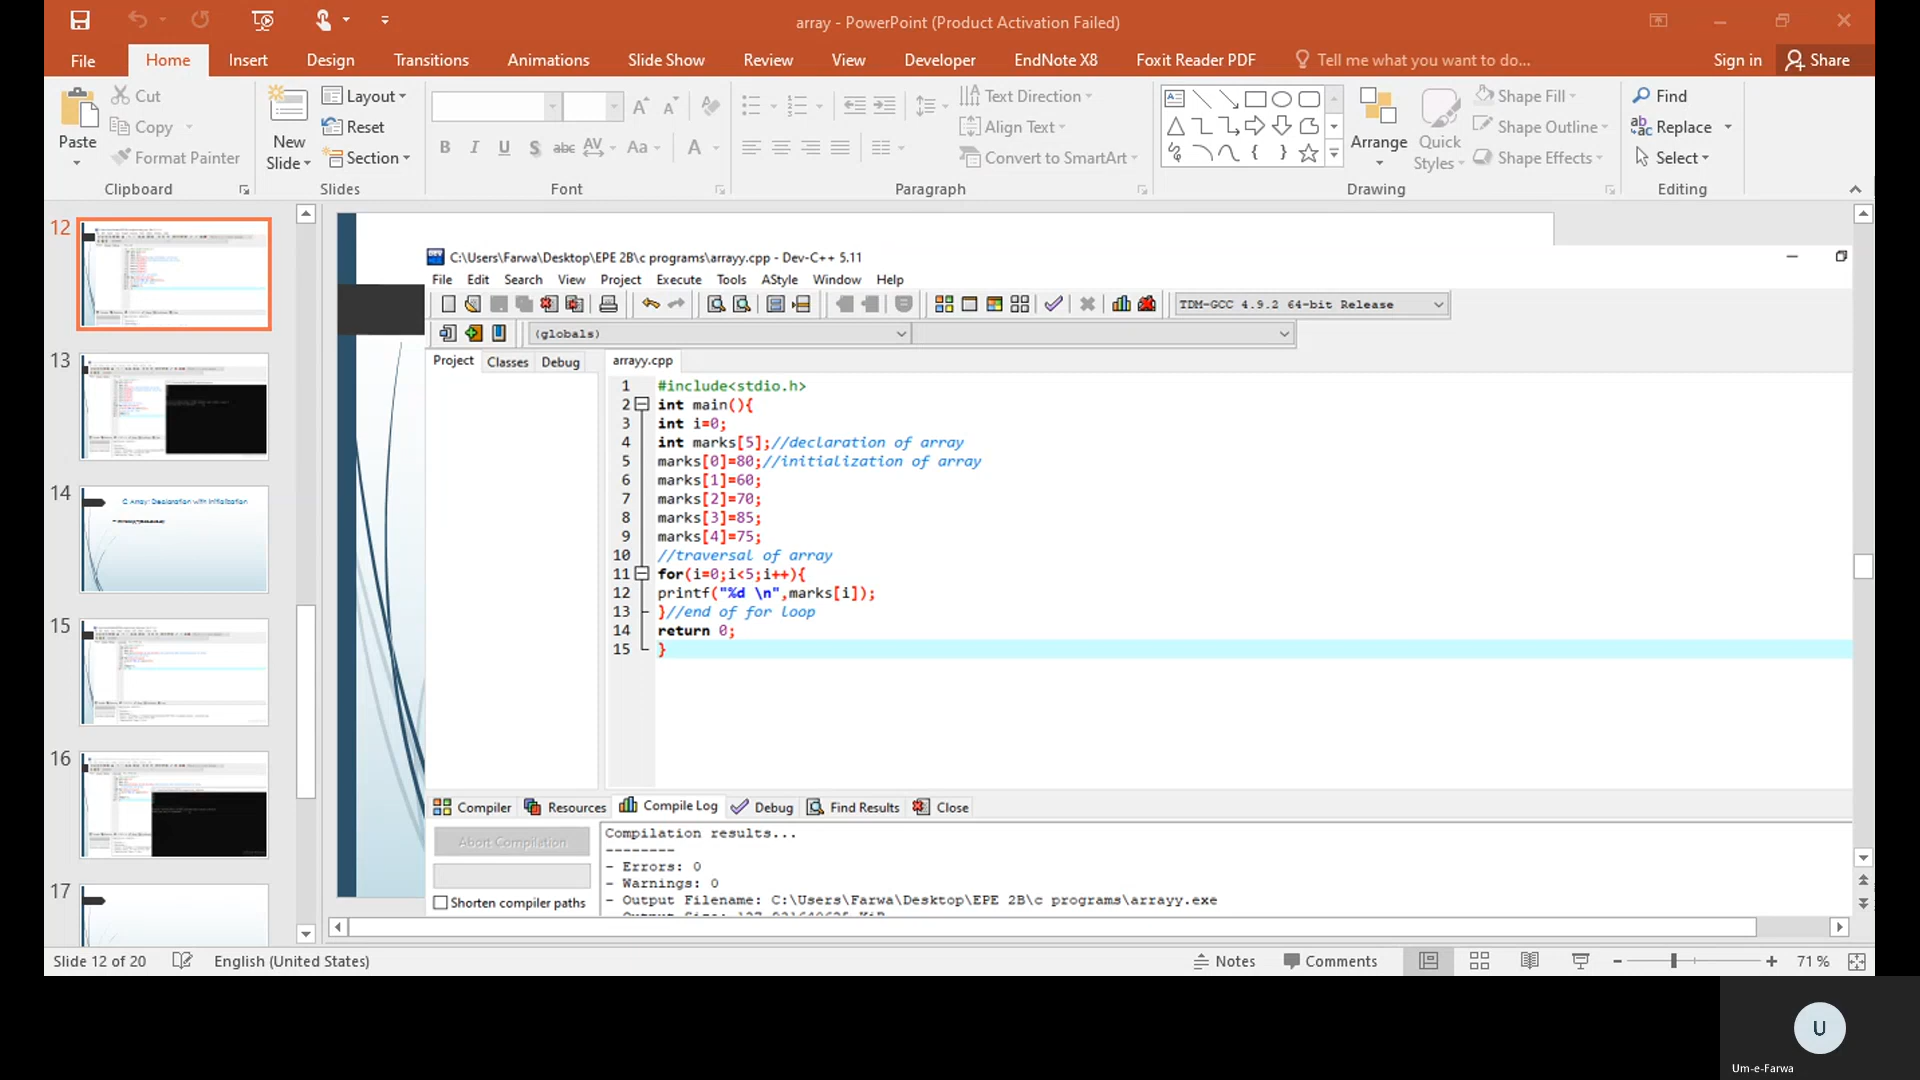 array - PowerPoint (Product Activation Failed)
File Home Insert Design Transitions Animations Slide Show Review View Developer EndNote X8 Foxit Reader PDF Tell me what you want to do... Sign in Share
Paste
Cut
Copy
Format Painter
Clipboard
New Slide
Layout
Reset
Section
Slides
Font
Text Direction
Align Text
Convert to SmartArt
Paragraph
Arrange
Quick Styles
Shape Fill
Shape Outline
Shape Effects
Drawing
Find
Replace
Select
Editing
12
13
14
C Array: Declaration with Initialization
15
16
17
C:\Users\Farwa\Desktop\EPE 2B\c programs\arrayy.cpp - Dev-C++ 5.11
File Edit Search View Project Execute Tools AStyle Window Help
TDM-GCC 4.9.2 64-bit Release
(globals)
Project Classes Debug
arrayy.cpp
1 #include<stdio.h>
2 int main(){
3 int i=0;
4 int marks[5];//declaration of array
5 marks[0]=80;//initialization of array
6 marks[1]=60;
7 marks[2]=70;
8 marks[3]=85;
9 marks[4]=75;
10 //traversal of array
11 for(i=0;i<5;i++){
12 printf("%d \n",marks[i]);
13 }//end of for loop
14 return 0;
15 }
Compiler Resources Compile Log Debug Find Results Close
Abort Compilation
Shorten compiler paths
Compilation results...
--------
- Errors: 0
- Warnings: 0
- Output Filename: C:\Users\Farwa\Desktop\EPE 2B\c programs\arrayy.exe
Slide 12 of 20 English (United States) Notes Comments 71 %
U
Um-e-Farwa